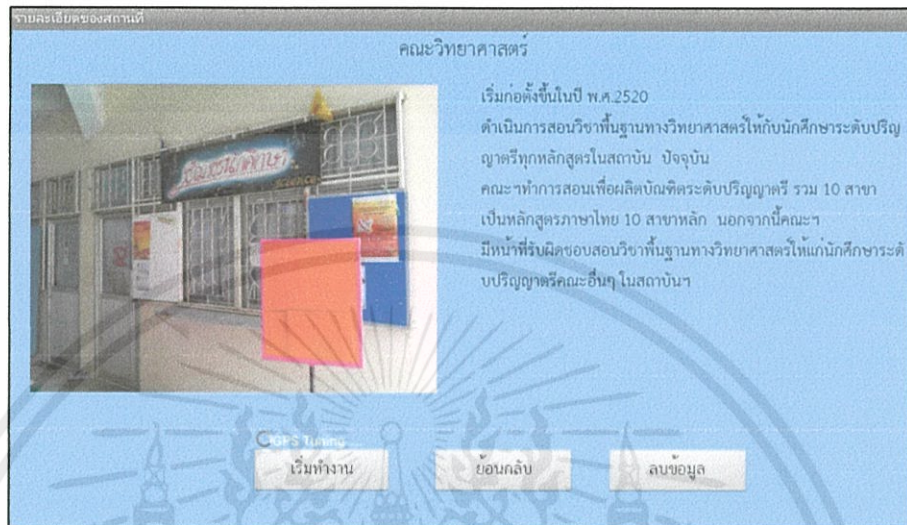 รายละเอียดของสถานที่
คณะวิทยาศาสตร์
เริ่มก่อตั้งขึ้นในปี พ.ศ.2520
ดำเนินการสอนวิชาพื้นฐานทางวิทยาศาสตร์ให้กับนักศึกษาระดับปริญ
ญาตรีทุกหลักสูตรในสถาบัน ปัจจุบัน
คณะฯทำการสอนเพื่อผลิตบัณฑิตระดับปริญญาตรี รวม 10 สาขา
เป็นหลักสูตรภาษาไทย 10 สาขาหลัก นอกจากนี้คณะฯ
มีหน้าที่รับผิดชอบสอนวิชาพื้นฐานทางวิทยาศาสตร์ให้แก่นักศึกษาระดั
บปริญญาตรีคณะอื่นๆ ในสถาบันฯ
GPS Tuning....
เริ่มทำงาน
ย้อนกลับ
ลบข้อมูล